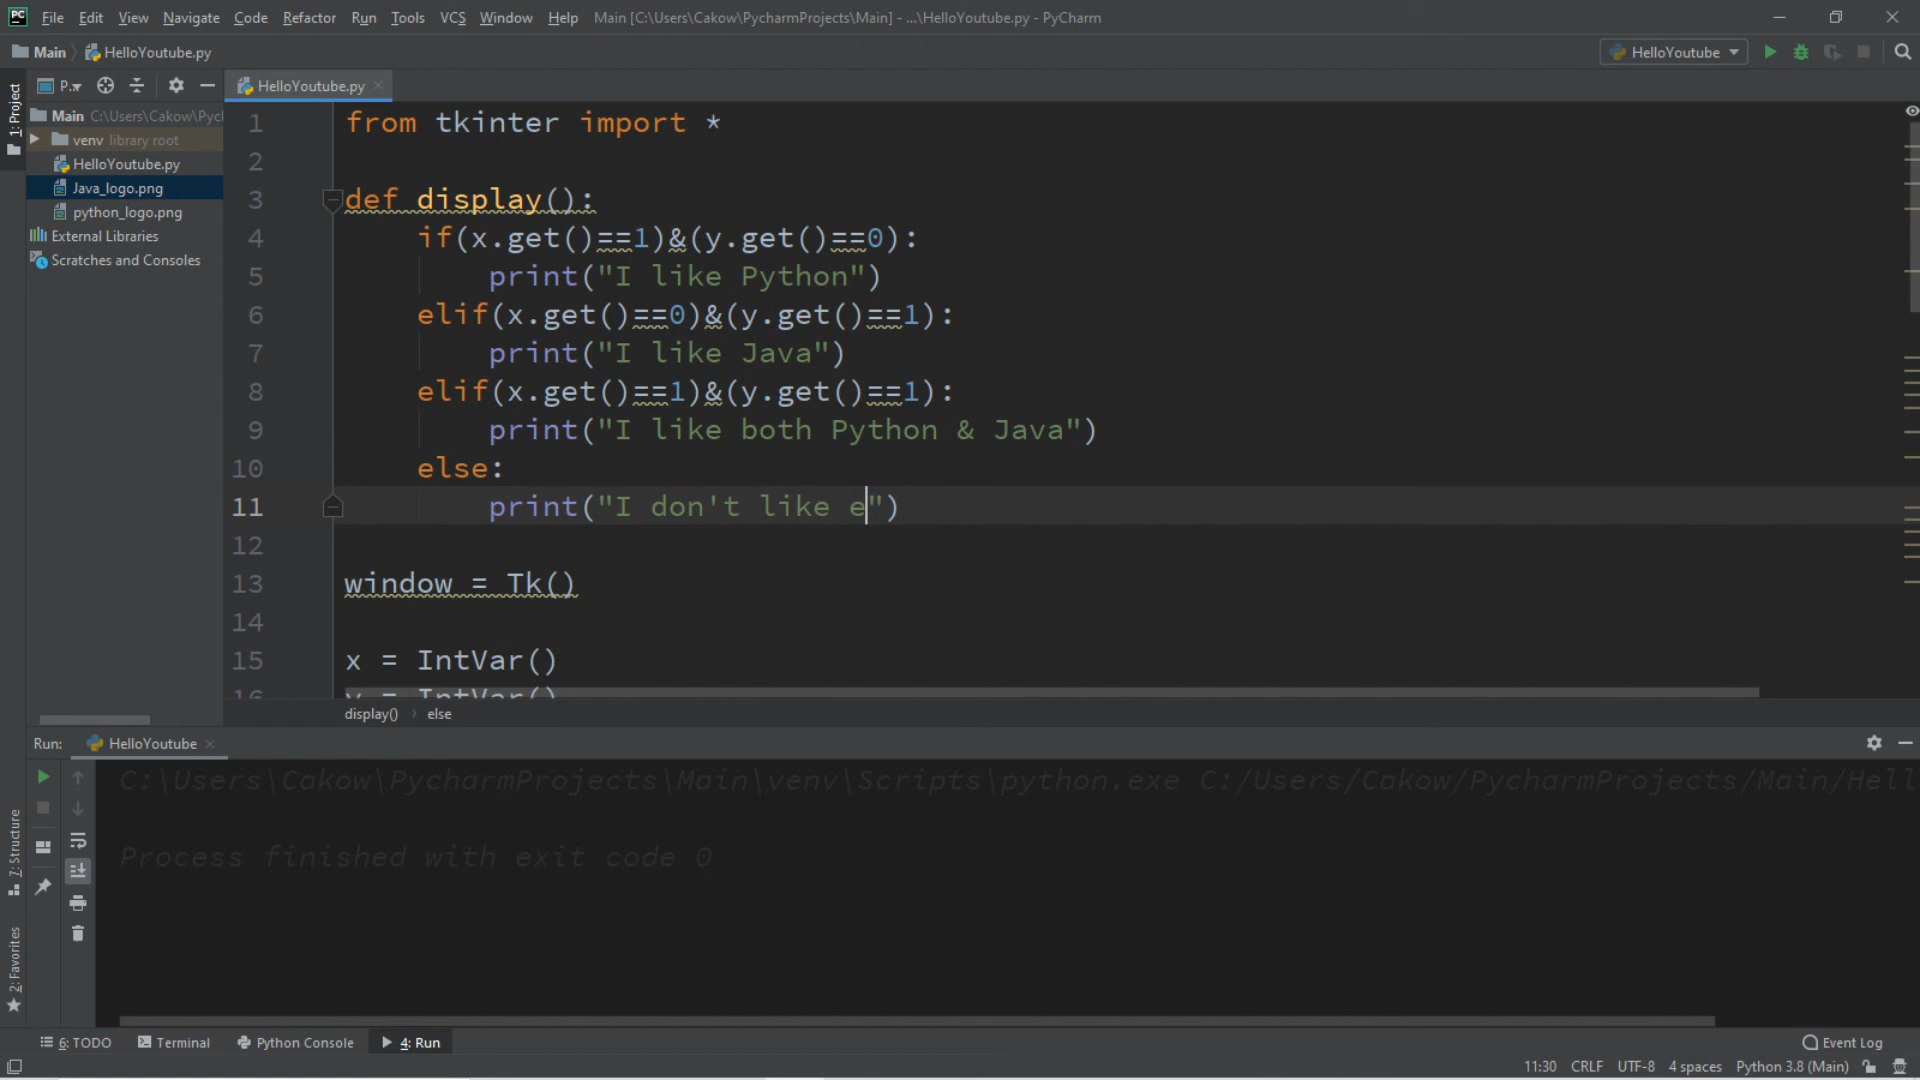 PC File Edit View Navigate Code Refactor Run Tools VCS Window Help Main [C:\Users\Cakow\PycharmProjects\Main] - ...\HelloYoutube.py - PyCharm
Main HelloYoutube.py HelloYoutube
P.. HelloYoutube.py
1: Project
Main C:\Users\Cakow\Pycl
venv library root
HelloYoutube.py
Java_logo.png
python_logo.png
External Libraries
Scratches and Consoles
1 from tkinter import *
2
3 def display():
4 if(x.get()==1)&(y.get()==0):
5 print("I like Python")
6 elif(x.get()==0)&(y.get()==1):
7 print("I like Java")
8 elif(x.get()==1)&(y.get()==1):
9 print("I like both Python & Java")
10 else:
11 print("I don't like e")
12
13 window = Tk()
14
15 x = IntVar()
16 y = IntVar()
display() else
Run: HelloYoutube
C:\Users\Cakow\PycharmProjects\Main\venv\Scripts\python.exe C:/Users/Cakow/PycharmProjects/Main/Hell
Process finished with exit code 0
7: Structure
2: Favorites
6: TODO Terminal Python Console 4: Run Event Log
11:30 CRLF UTF-8 4 spaces Python 3.8 (Main)